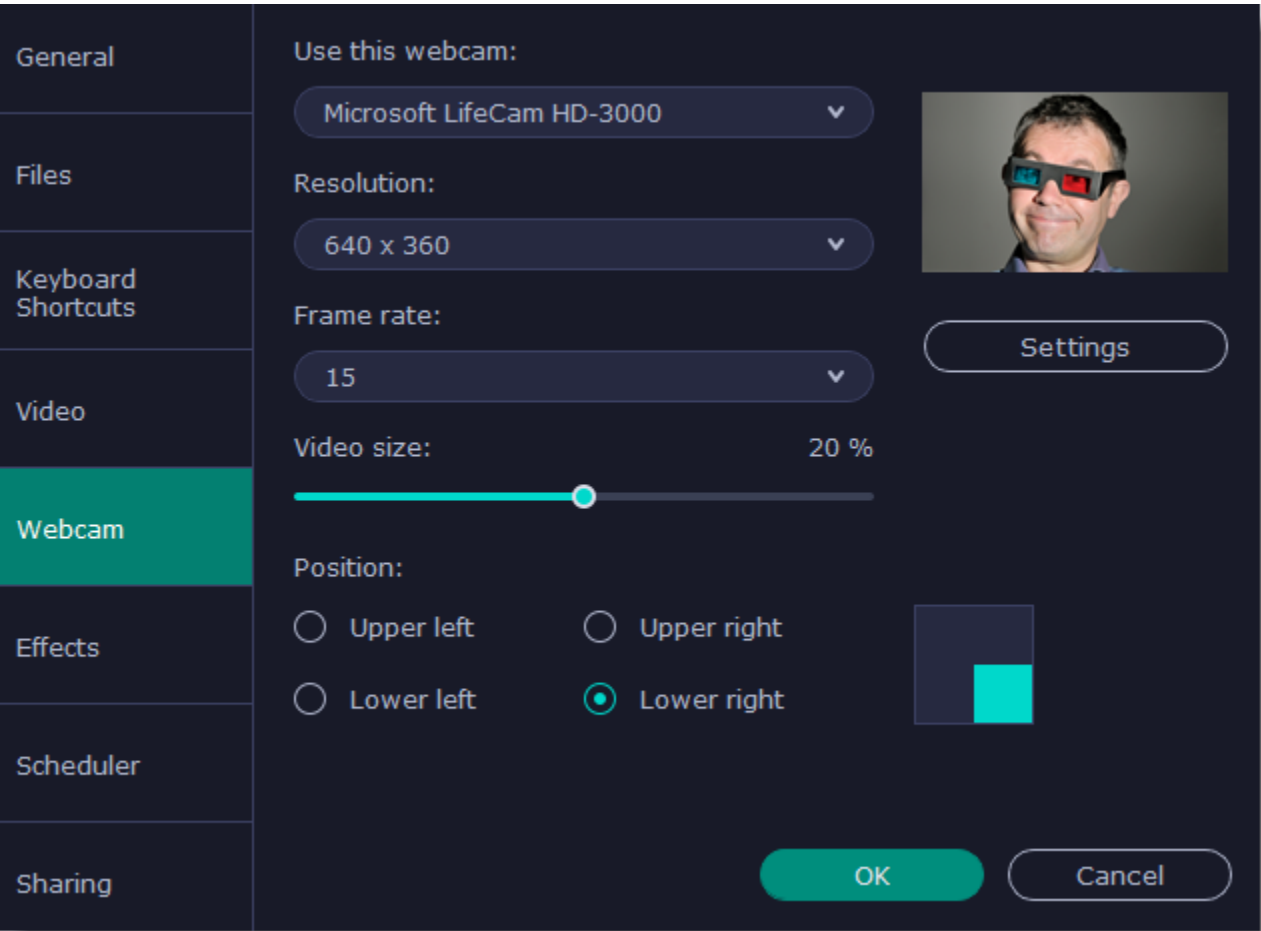 General
Files
Keyboard
Shortcuts
Video
Webcam
Effects
Scheduler
Sharing
Use this webcam:
Microsoft LifeCam HD-3000
Resolution:
640 x 360
Frame rate:
15
Video size: 20 %
Position:
Upper left Upper right
Lower left Lower right
Settings
OK Cancel